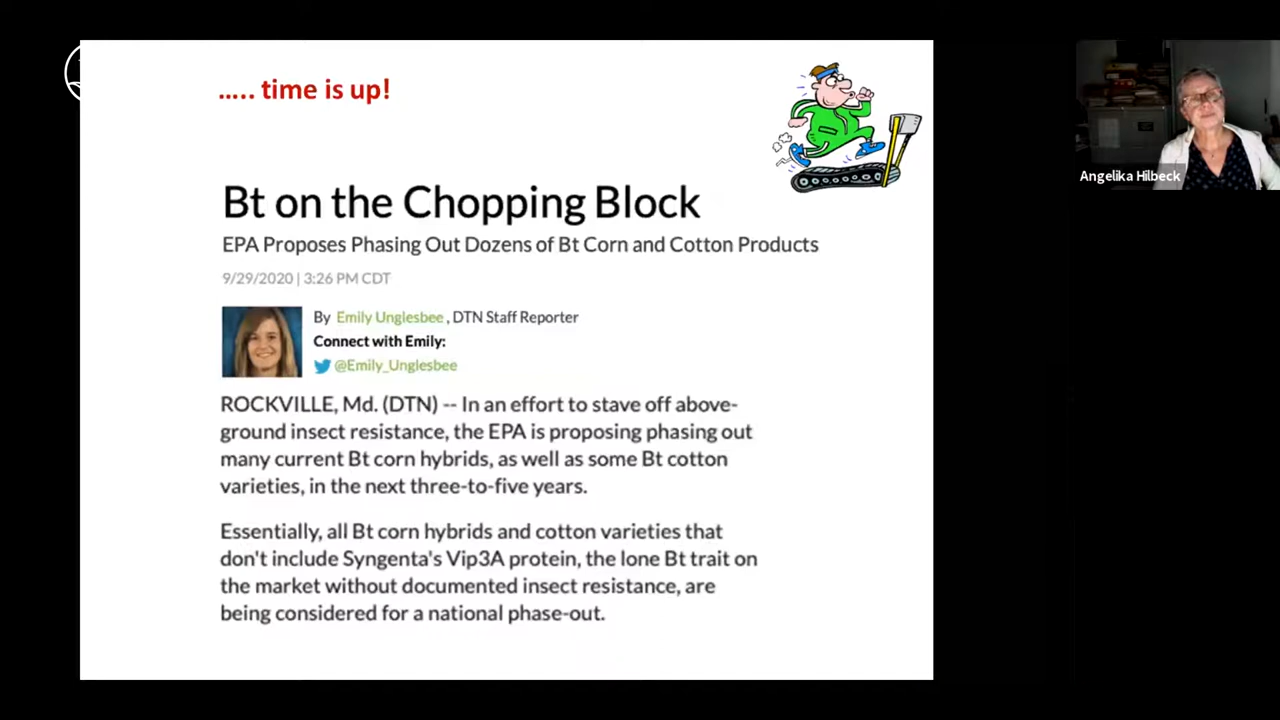 ..... time is up!
Bt on the Chopping Block
EPA Proposes Phasing Out Dozens of Bt Corn and Cotton Products
9/29/2020 | 3:26 PM CDT
By Emily Unglesbee , DTN Staff Reporter
Connect with Emily:
@Emily_Unglesbee
ROCKVILLE, Md. (DTN) -- In an effort to stave off above-
ground insect resistance, the EPA is proposing phasing out
many current Bt corn hybrids, as well as some Bt cotton
varieties, in the next three-to-five years.
Essentially, all Bt corn hybrids and cotton varieties that
don't include Syngenta's Vip3A protein, the lone Bt trait on
the market without documented insect resistance, are
being considered for a national phase-out.
Angelika Hilbeck